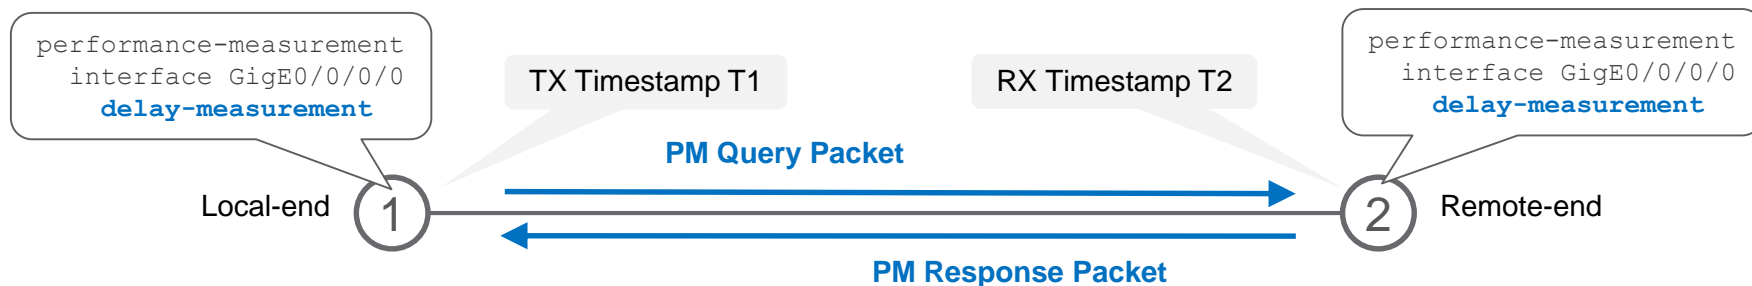 performance-measurement
interface GigE0/0/0/0
delay-measurement
TX Timestamp T1
RX Timestamp T2
performance-measurement
interface GigE0/0/0/0
delay-measurement
PM Query Packet
Local-end
1
2
Remote-end
PM Response Packet